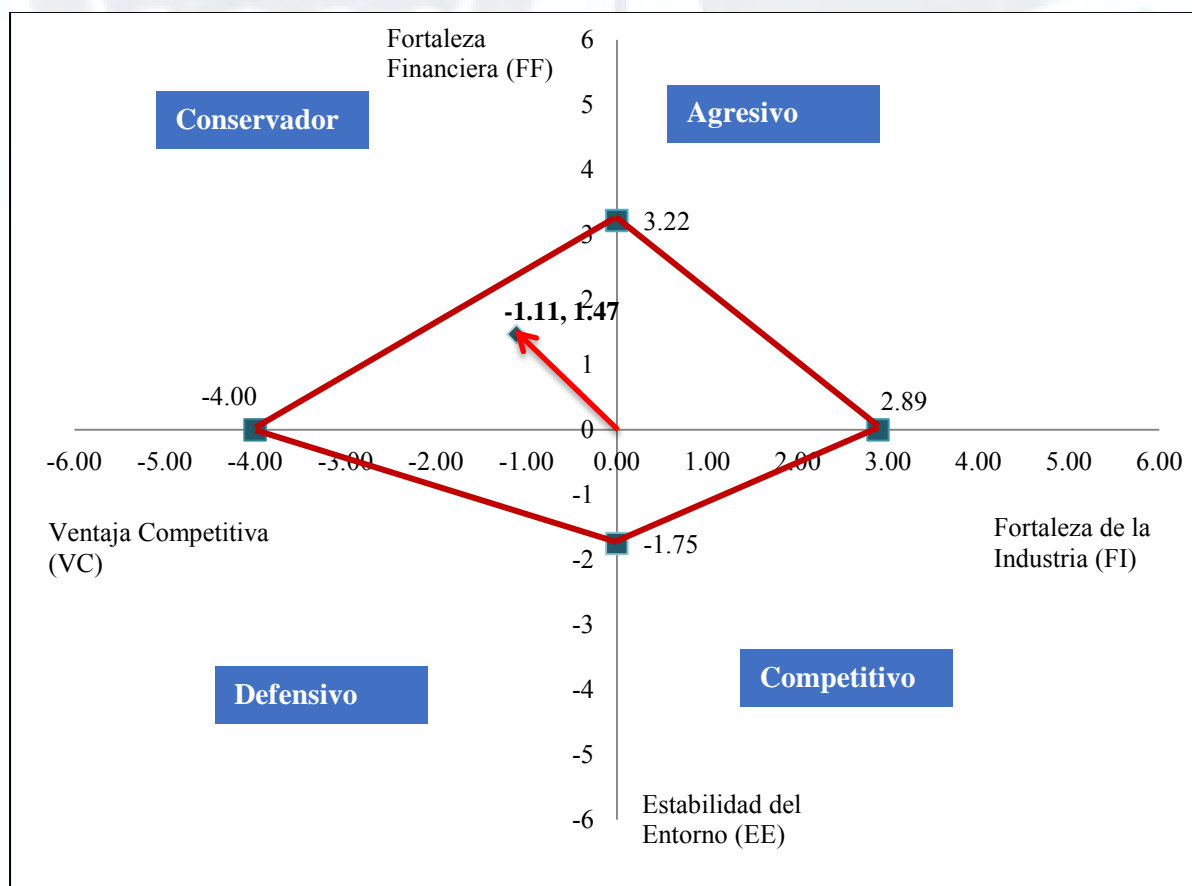 Fortaleza
Financiera (FF)
6
Conservador
Agresivo
5
4
3
3.22
2
-1.11, 1.47
1
-4.00
2.89
0
-6.00 -5.00 -4.00 -3.00 -2.00 -1.00 0.00 1.00 2.00 3.00 4.00 5.00 6.00
-1
Ventaja Competitiva
(VC)
Fortaleza de la
Industria (FI)
-1.75
-2
-3
Defensivo
Competitivo
-4
-5
Estabilidad del
Entorno (EE)
-6